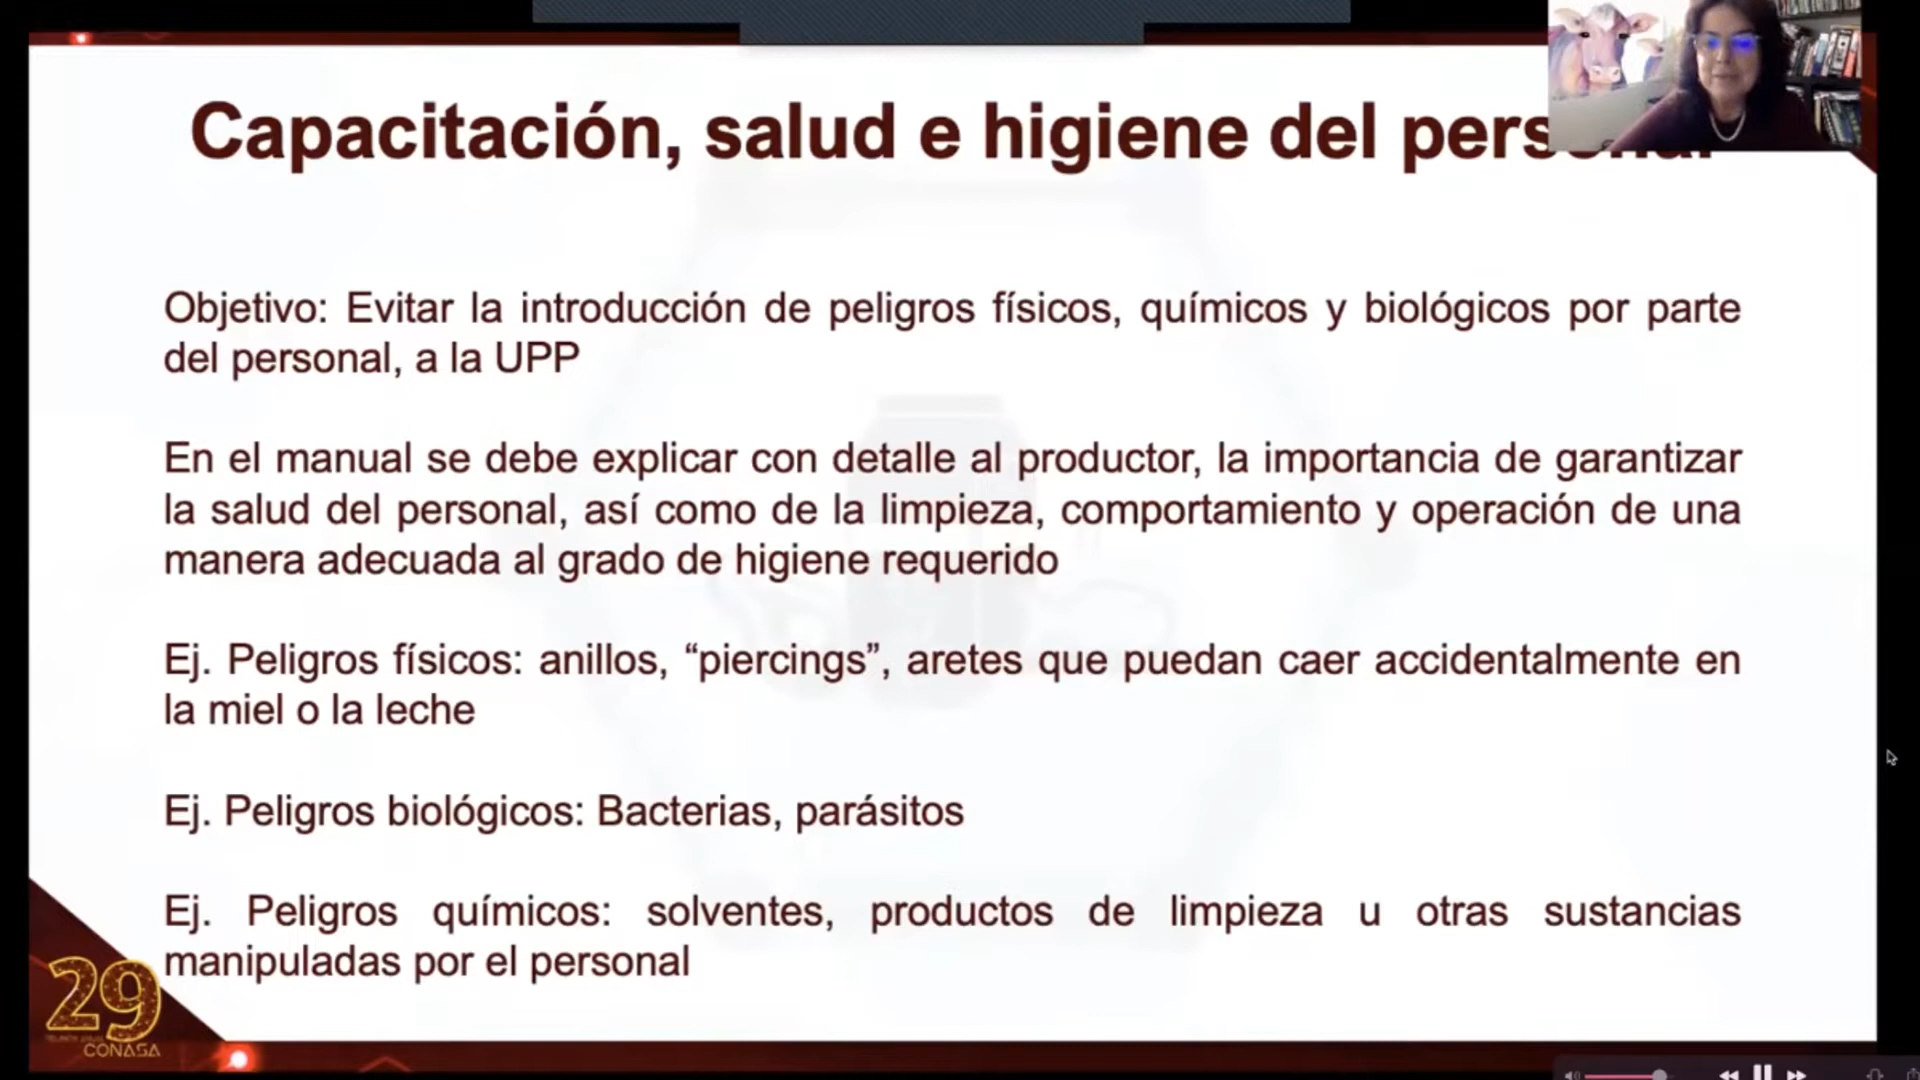 Capacitación, salud e higiene del personal
Objetivo: Evitar la introducción de peligros físicos, químicos y biológicos por parte
del personal, a la UPP
En el manual se debe explicar con detalle al productor, la importancia de garantizar
la salud del personal, así como de la limpieza, comportamiento y operación de una
manera adecuada al grado de higiene requerido
Ej. Peligros físicos: anillos, “piercings”, aretes que puedan caer accidentalmente en
la miel o la leche
Ej. Peligros biológicos: Bacterias, parásitos
Ej. Peligros químicos: solventes, productos de limpieza u otras sustancias
manipuladas por el personal
29
CONASA